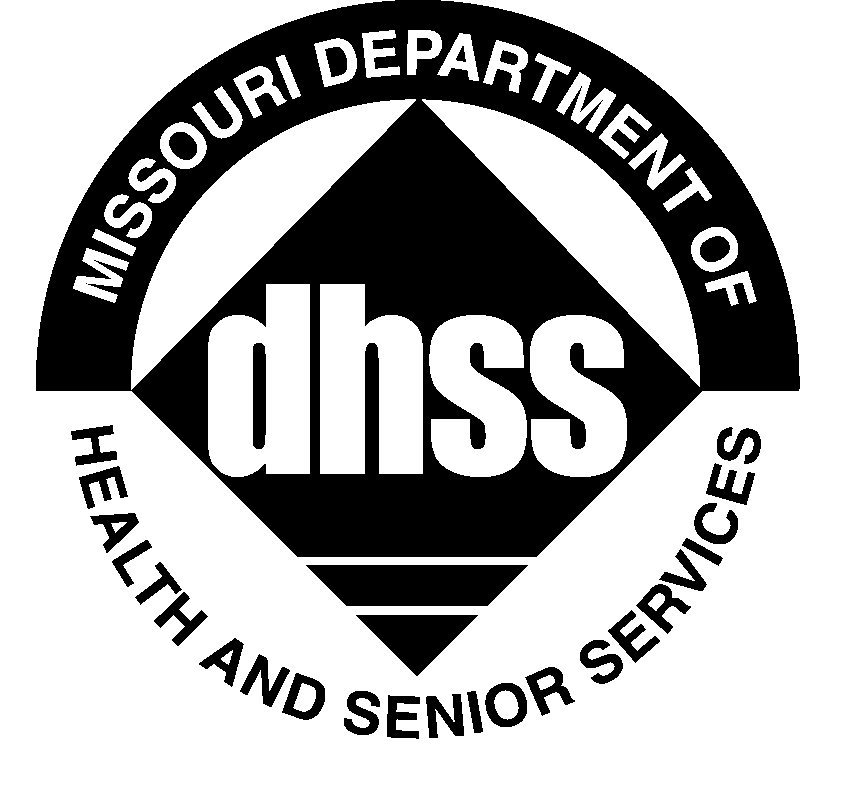 MISSOURI DEPARTMENT OF
dhss
HEALTH AND SENIOR SERVICES